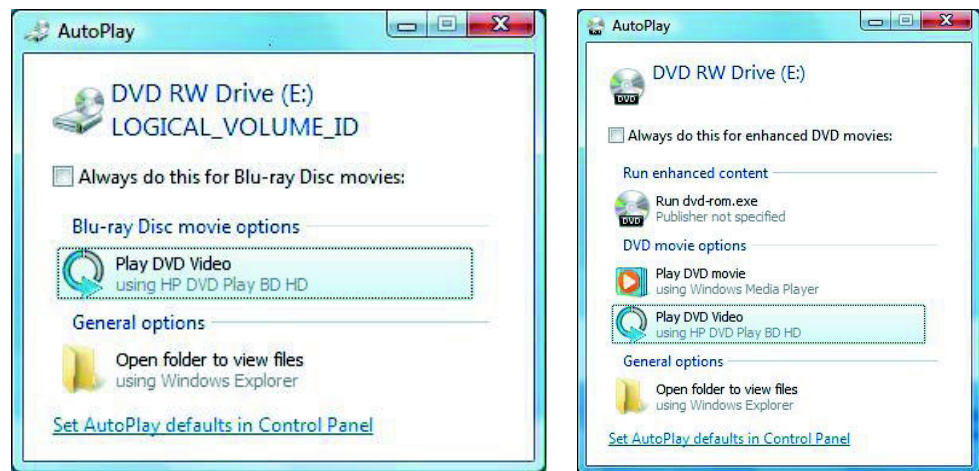 AutoPlay
DVD RW Drive (E:)
LOGICAL_VOLUME_ID
Always do this for Blu-ray Disc movies:
Blu-ray Disc movie options
Play DVD Video
using HP DVD Play BD HD
General options
Open folder to view files
using Windows Explorer
Set AutoPlay defaults in Control Panel
AutoPlay
DVD RW Drive (E:)
DVD
Always do this for enhanced DVD movies:
Run enhanced content
Run dvd-rom.exe
Publisher not specified
DVD
DVD movie options
Play DVD movie
using Windows Media Player
Play DVD Video
using HP DVD Play BD HD
General options
Open folder to view files
using Windows Explorer
Set AutoPlay defaults in Control Panel